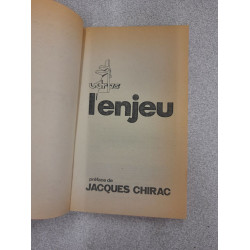 l'enjeu
préface de
JACQUES CHIRAC